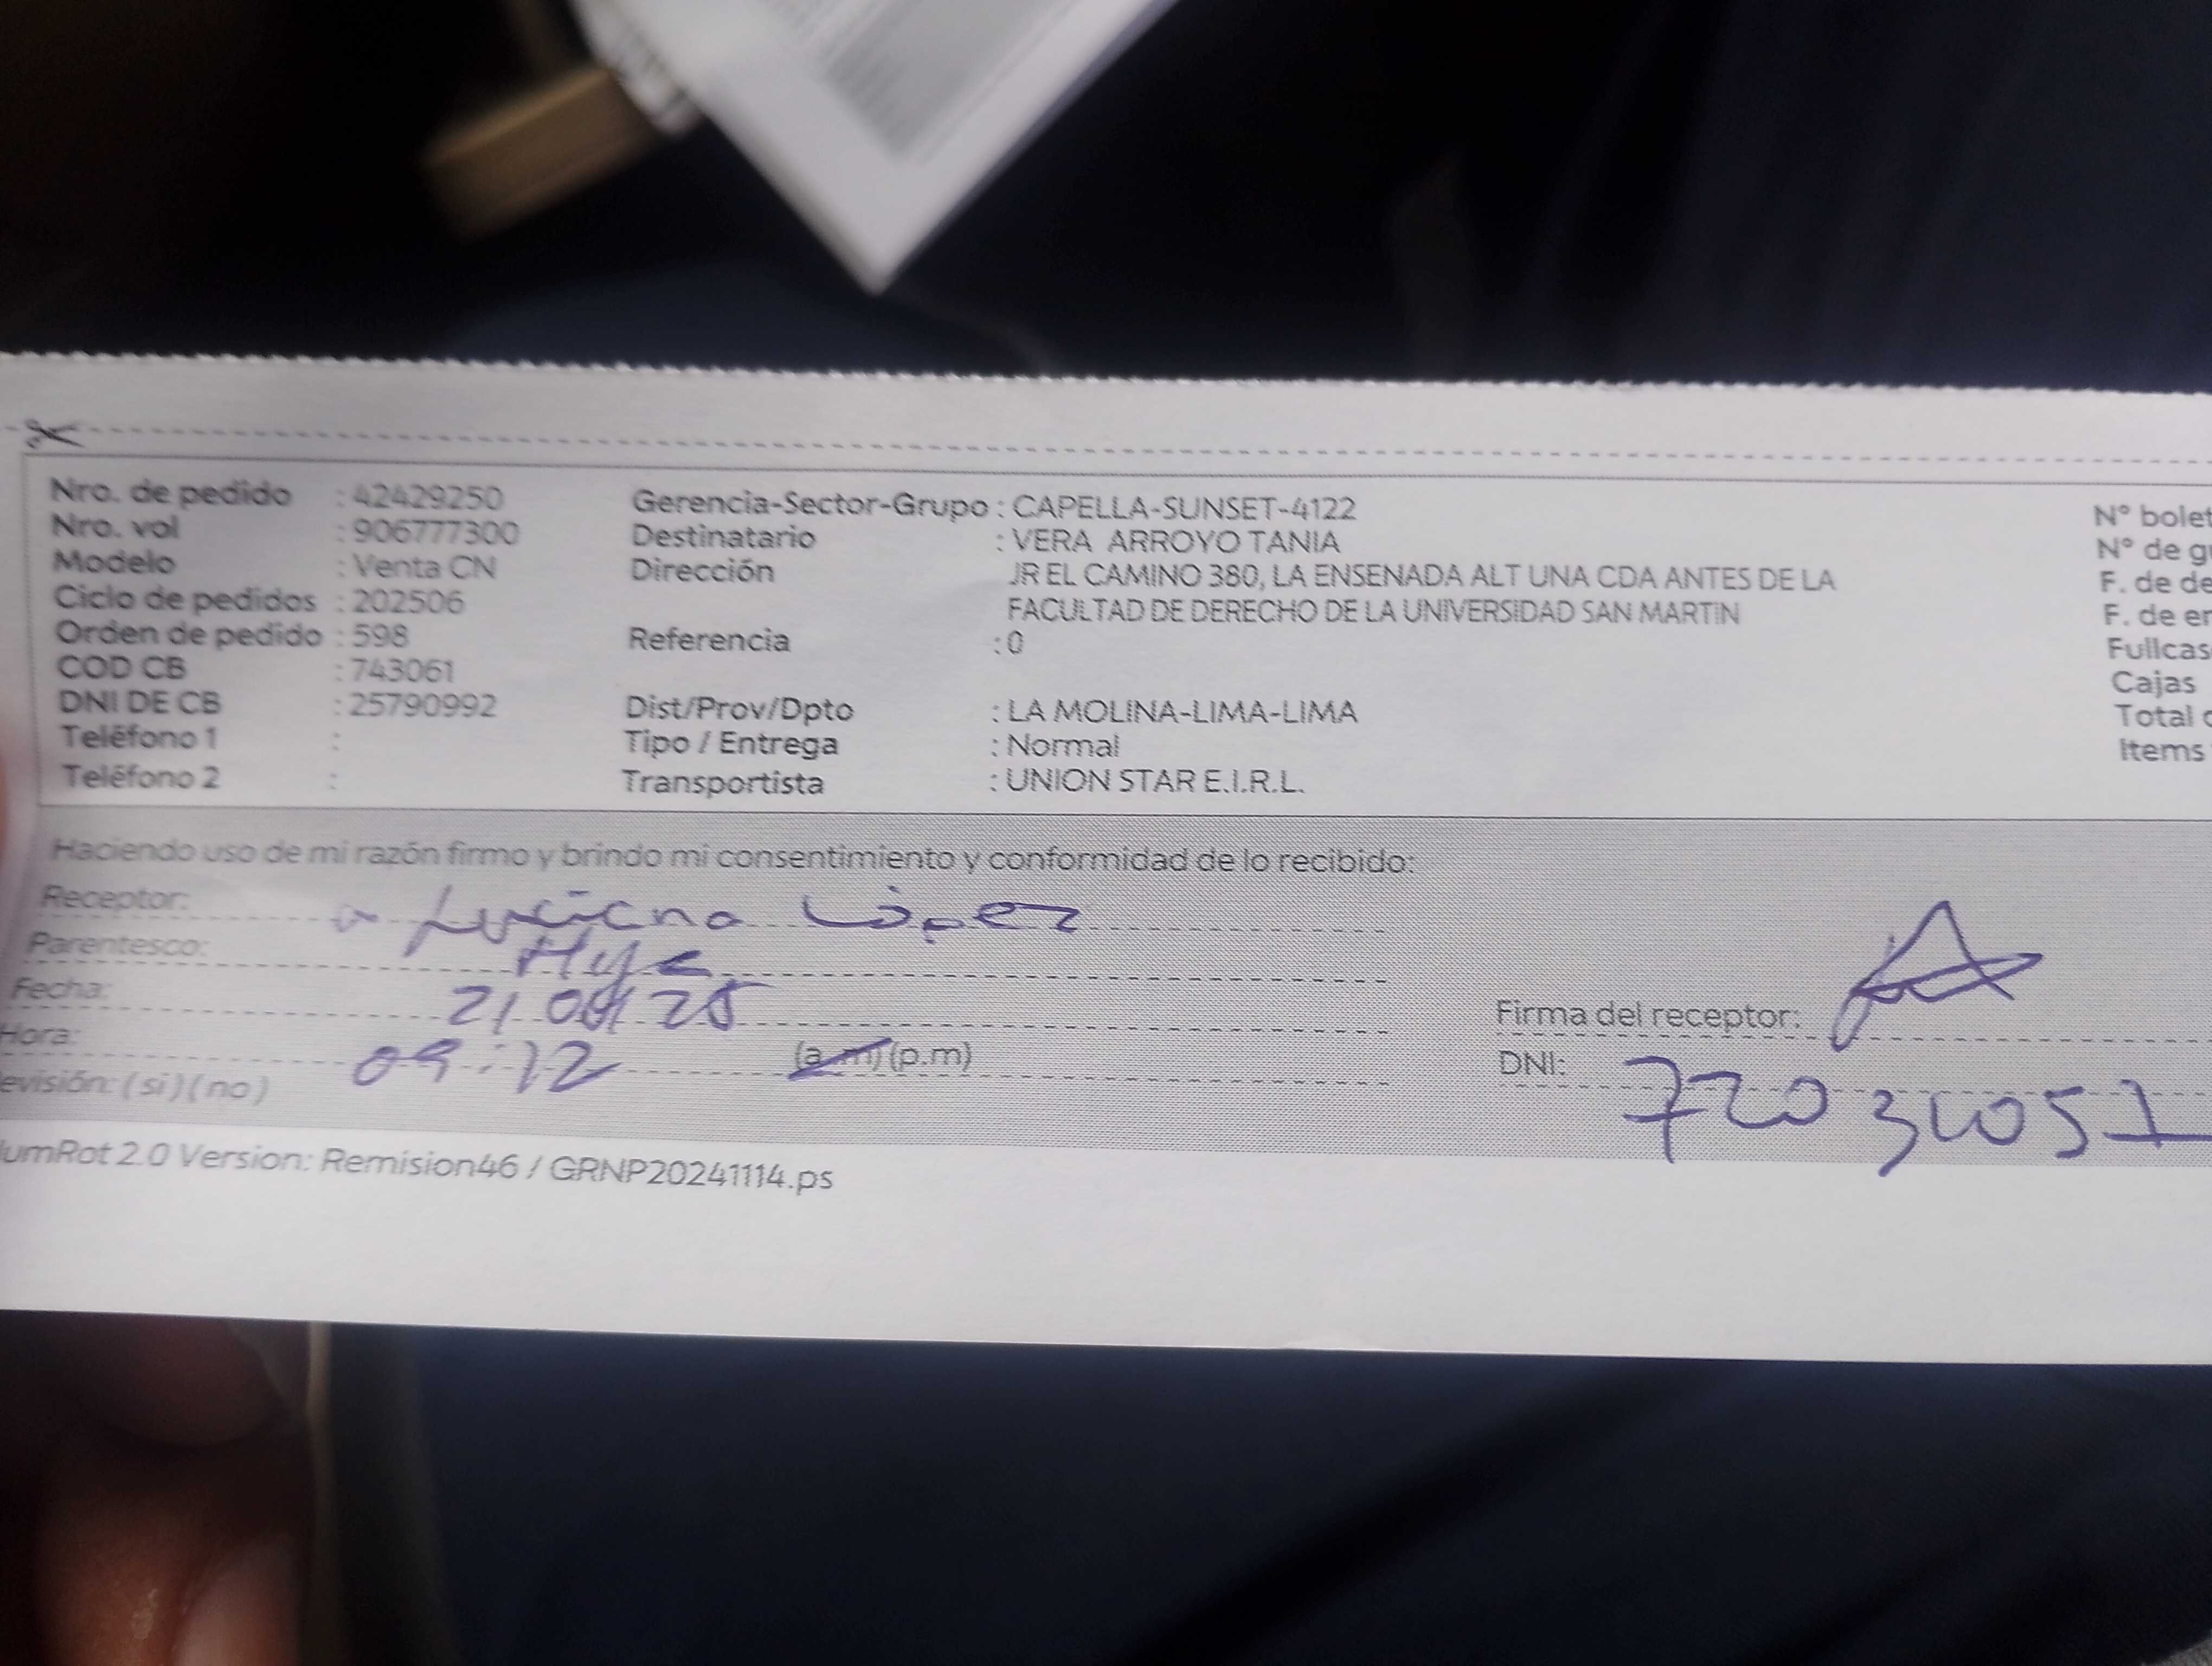 Nro. de pedido : 42429250
Nro. vol : 906777300
Modelo : Venta CN
Ciclo de pedidos : 202506
Orden de pedido : 598
COD CB : 743061
DNI DE CB : 25790992
Teléfono 1 :
Teléfono 2 :
Gerencia-Sector-Grupo : CAPELLA-SUNSET-4122
Destinatario : VERA ARROYO TANIA
Dirección JR EL CAMINO 380, LA ENSENADA ALT UNA CDA ANTES DE LA
FACULTAD DE DERECHO DE LA UNIVERSIDAD SAN MARTIN
Referencia : 0
Dist/Prov/Dpto : LA MOLINA-LIMA-LIMA
Tipo / Entrega : Normal
Transportista : UNION STAR E.I.R.L.
N° bolet
N° de gu
F. de de
F. de en
Fullcas
Cajas
Total
Items
Haciendo uso de mi razón firmo y brindo mi consentimiento y conformidad de lo recibido:
Receptor: Luciana López
Parentesco:
Fecha:
Hora: 09:12 (a.m)(p.m)
evisión: (si)(no)
Firma del receptor:
DNI:
umRot 2.0 Version: Remision46 / GRNP20241114.ps